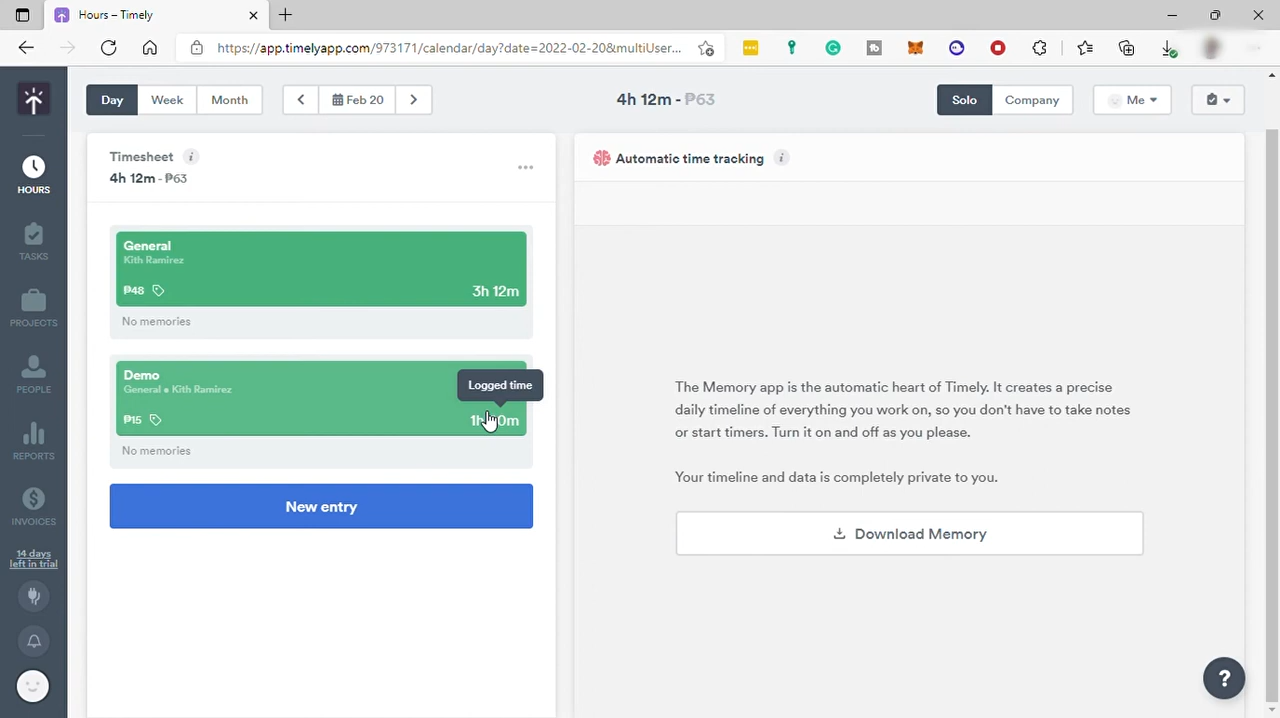 Hours – Timely
https://app.timelyapp.com/973171/calendar/day?date=2022-02-20&multiUser...
Day
Week
Month
Feb 20
4h 12m - ₱63
Solo
Company
Me
HOURS
TASKS
PROJECTS
PEOPLE
REPORTS
INVOICES
14 days
left in trial
Timesheet i
4h 12m - ₱63
General
Kith Ramirez
₱48
3h 12m
No memories
Demo
General • Kith Ramirez
Logged time
₱15
No memories
New entry
Automatic time tracking i
The Memory app is the automatic heart of Timely. It creates a precise
daily timeline of everything you work on, so you don't have to take notes
or start timers. Turn it on and off as you please.
Your timeline and data is completely private to you.
Download Memory
?